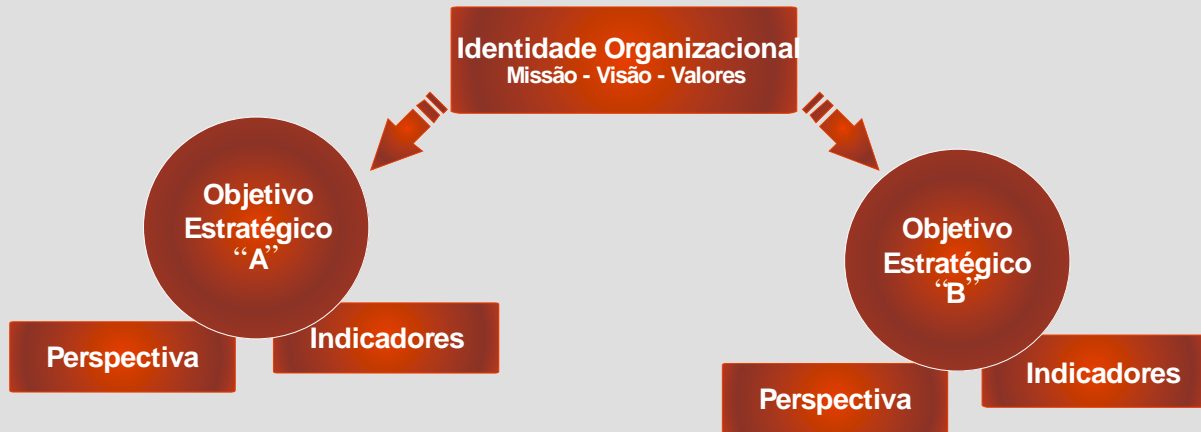 Identidade Organizacional
Missão - Visão - Valores
Objetivo
Estratégico
“A”
Perspectiva
Indicadores
Objetivo
Estratégico
“B”
Perspectiva
Indicadores